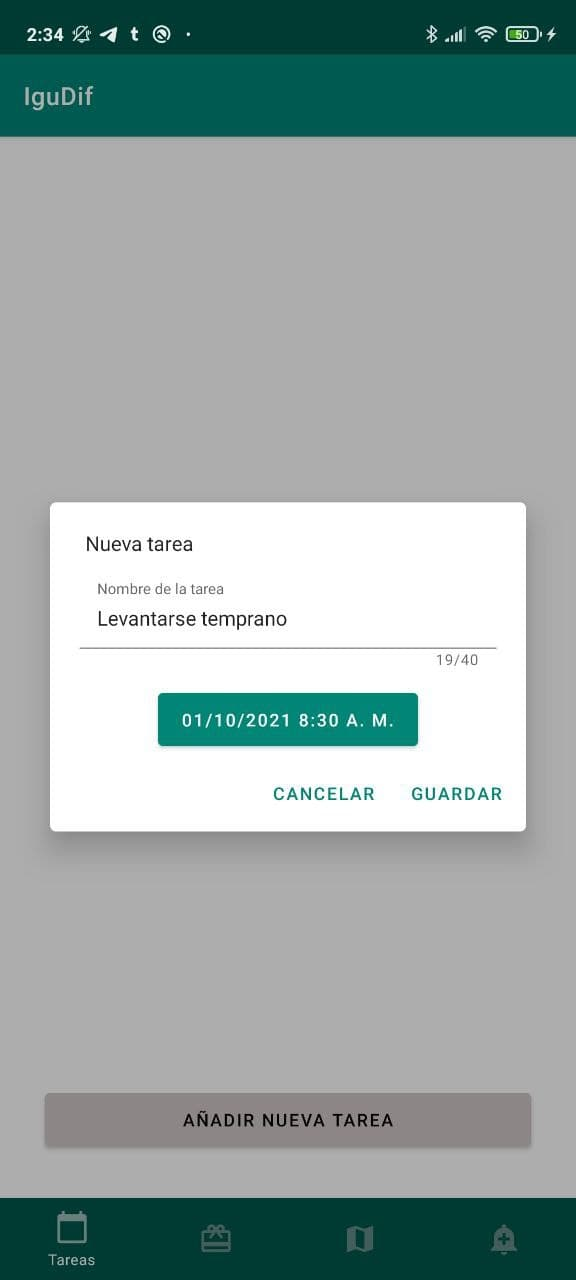 2:34
50
IguDif
Nueva tarea
Nombre de la tarea
Levantarse temprano
19/40
01/10/2021 8:30 A. M.
CANCELAR GUARDAR
AÑADIR NUEVA TAREA
Tareas